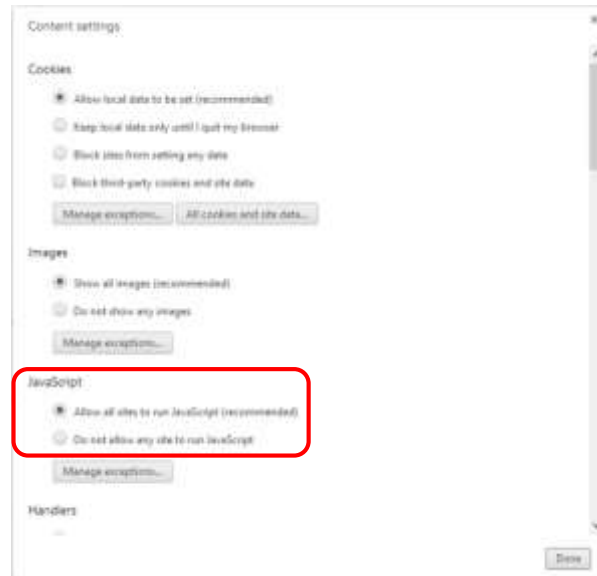 Content settings
Cookies
Allow local data to be set (recommended)
Keep local data only until I quit my browser
Block sites from setting any data
Block third-party cookies and site data
Manage exceptions... All cookies and site data...
Images
Show all images (recommended)
Do not show any images
Manage exceptions...
JavaScript
Allow all sites to run JavaScript (recommended)
Do not allow any site to run JavaScript
Manage exceptions...
Handlers
Done